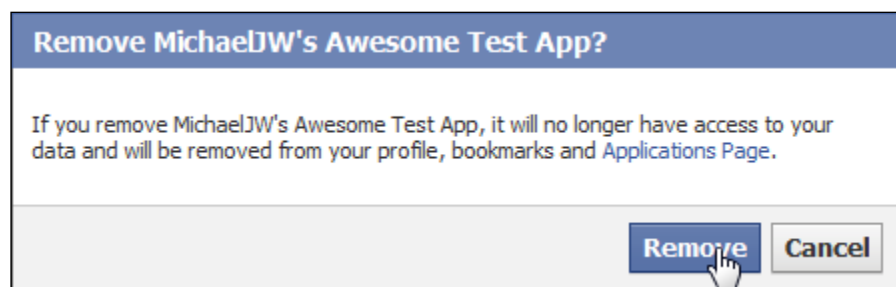 Remove MichaelJW's Awesome Test App?
If you remove MichaelJW's Awesome Test App, it will no longer have access to your
data and will be removed from your profile, bookmarks and Applications Page.
Remove Cancel